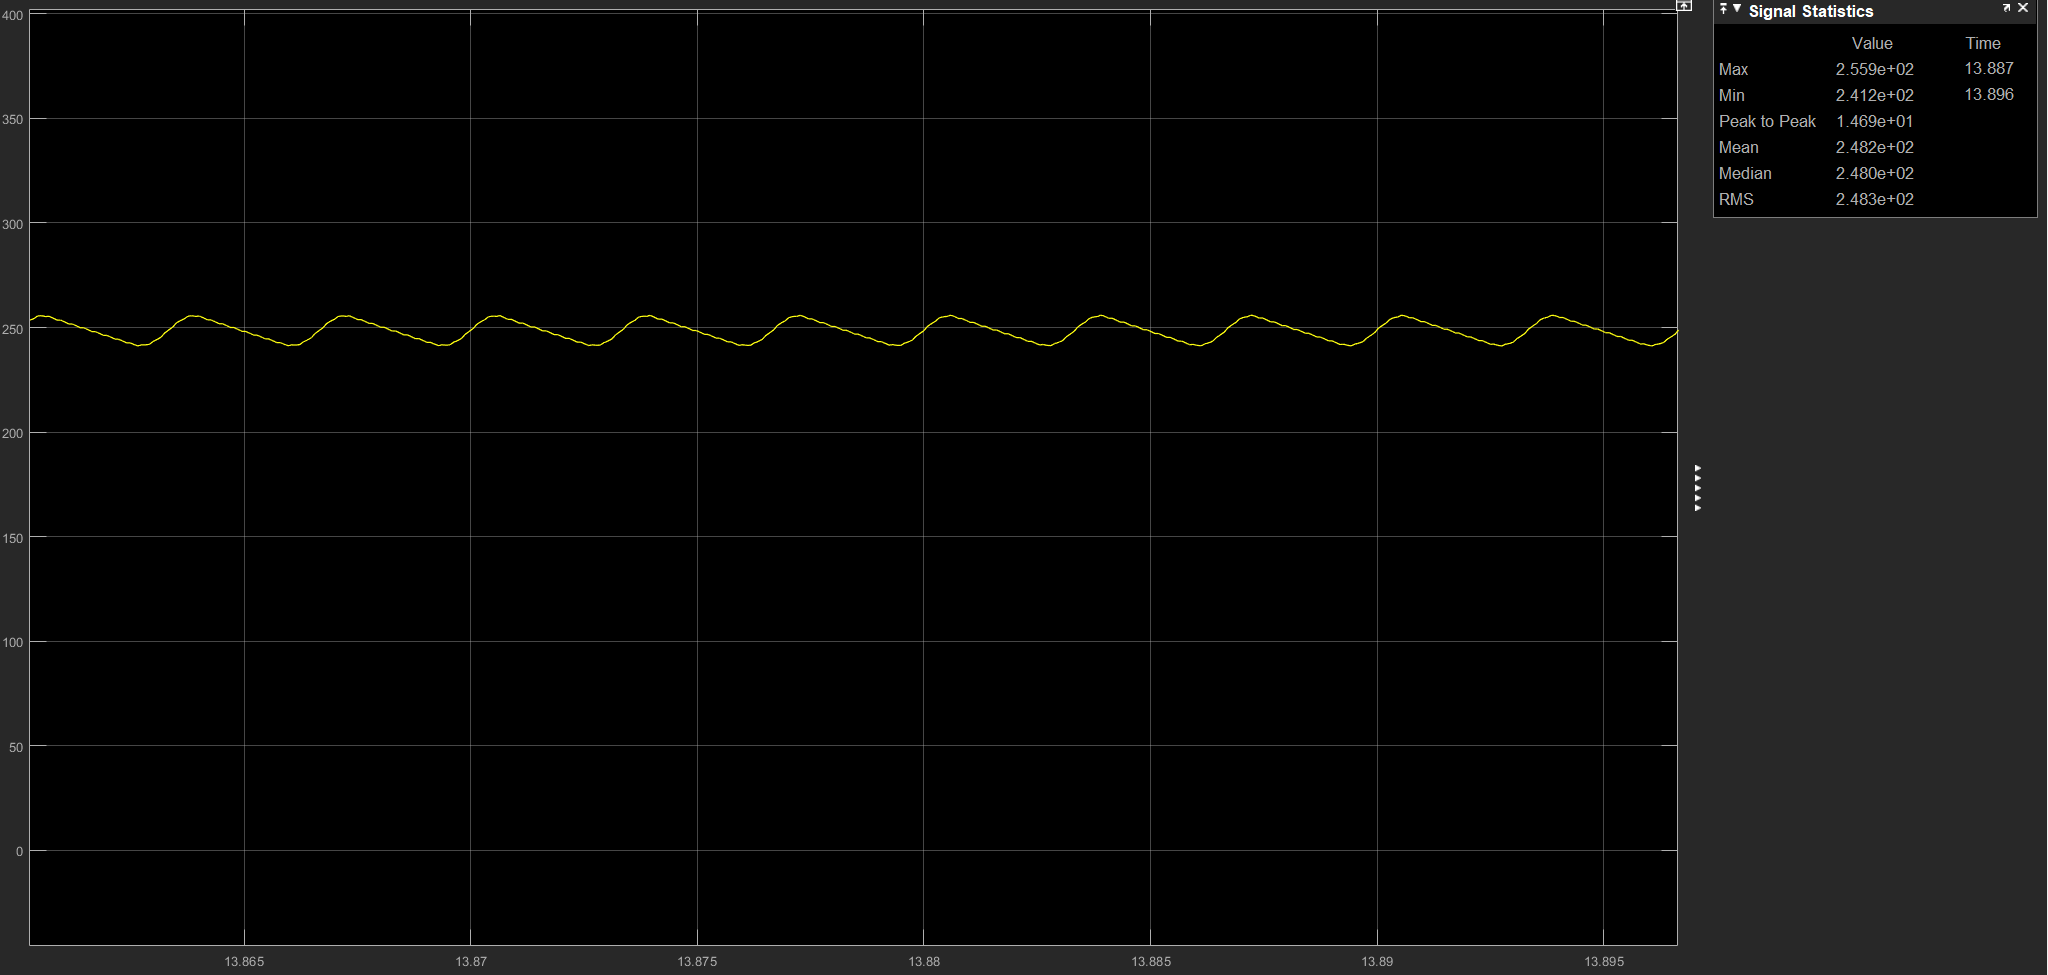 400
350
300
250
200
150
100
50
0
13.865 13.87 13.875 13.88 13.885 13.89 13.895
Signal Statistics
Value Time
Max 2.559e+02 13.887
Min 2.412e+02 13.896
Peak to Peak 1.469e+01
Mean 2.482e+02
Median 2.480e+02
RMS 2.483e+02